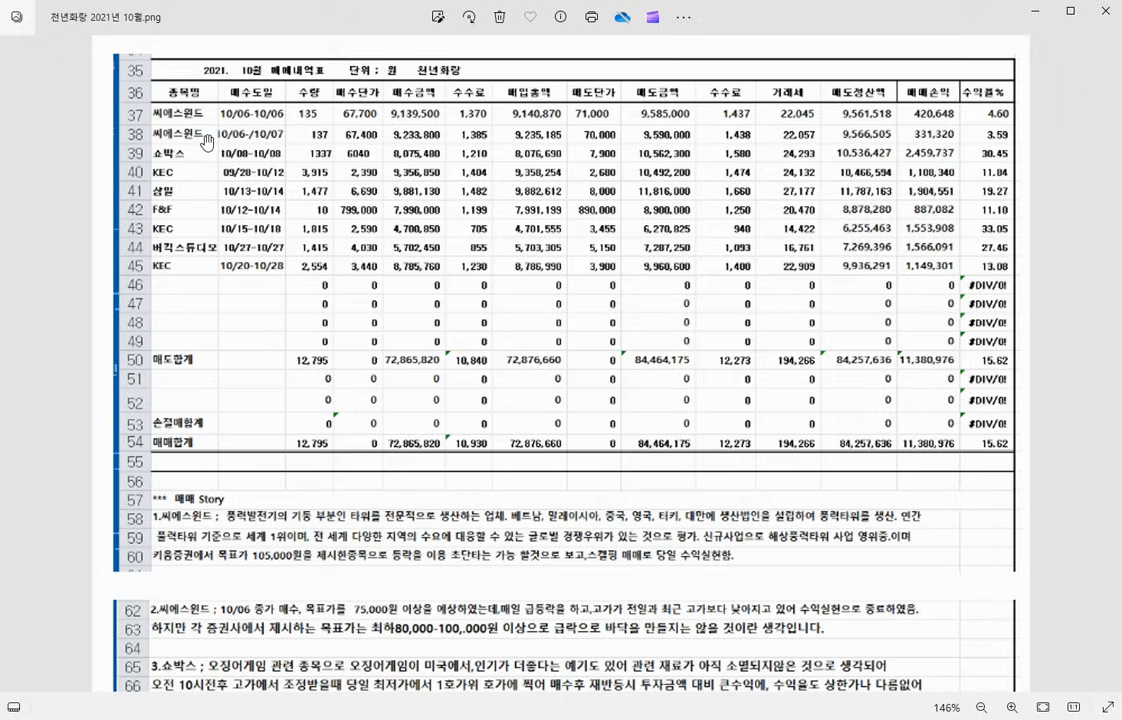 천년화랑 2021년 10월.png
35 2021. 10월 매매내역표 단위 ; 원 천년화랑
36 종목명 매수도일 수량 매수단가 매수금액 수수료 매입총액 매도단가 매도금액 수수료 거래세 매도정산액 매매손익 수익률%
37 씨에스윈드 10/06-10/06 135 67,700 9,139,500 1,370 9,140,870 71,000 9,585,000 1,437 22,045 9,561,518 420,648 4.60
38 씨에스윈드 10/06-/10/07 137 67,400 9,233,800 1,385 9,235,185 70,000 9,590,000 1,438 22,057 9,566,505 331,320 3.59
39 쇼박스 10/08-10/08 1337 6040 8,075,480 1,210 8,076,690 7,900 10,562,300 1,580 24,293 10,536,427 2,459,737 30.45
40 KEC 09/28-10/12 3,915 2,390 9,356,850 1,404 9,358,254 2,680 10,492,200 1,474 24,132 10,466,594 1,108,340 11.84
41 삼밀 10/13-10/14 1,477 6,690 9,881,130 1,482 9,882,612 8,000 11,816,000 1,660 27,177 11,787,163 1,904,551 19.27
42 F&F 10/12-10/14 10 799,000 7,990,000 1,199 7,991,199 890,000 8,900,000 1,250 20,470 8,878,280 887,082 11.10
43 KEC 10/15-10/18 1,815 2,590 4,700,850 705 4,701,555 3,455 6,270,825 940 14,422 6,255,463 1,553,908 33.05
44 버킷스튜디오 10/27-10/27 1,415 4,030 5,702,450 855 5,703,305 5,150 7,287,250 1,093 16,761 7,269,396 1,566,091 27.46
45 KEC 10/20-10/28 2,554 3,440 8,785,760 1,230 8,786,990 3,900 9,960,600 1,400 22,909 9,936,291 1,149,301 13.08
46 0 0 0 0 0 0 0 0 0 0 0 #DIV/0!
47 0 0 0 0 0 0 0 0 0 0 0 #DIV/0!
48 0 0 0 0 0 0 0 0 0 0 0 #DIV/0!
49 0 0 0 0 0 0 0 0 0 0 0 #DIV/0!
50 매도합계 12,795 0 72,865,820 10,840 72,876,660 0 84,464,175 12,273 194,266 84,257,636 11,380,976 15.62
51 0 0 0 0 0 0 0 0 0 0 0 #DIV/0!
52 0 0 0 0 0 0 0 0 0 0 0 #DIV/0!
53 손절매합계 0 0 0 0 0 0 0 0 0 0 0 #DIV/0!
54 매매합계 12,795 0 72,865,820 10,930 72,876,660 0 84,464,175 12,273 194,266 84,257,636 11,380,976 15.62
55
56
57 *** 매매 Story
58 1.씨에스윈드 ; 풍력발전기의 기둥 부분인 타워를 전문적으로 생산하는 업체. 베트남, 말레이시아, 중국, 영국, 터키, 대만에 생산법인을 설립하여 풍력타워를 생산. 연간
59 풍력타워 기준으로 세계 1위이며, 전 세계 다양한 지역의 수요에 대응할 수 있는 글로벌 경쟁우위가 있는 것으로 평가. 신규사업으로 해상풍력타워 사업 영위중.이며
60 키움증권에서 목표가 105,000원을 제시한종목으로 등락을 이용 초단타는 가능 할것으로 보고,스캘핑 매매로 당일 수익실현함.
62 2.씨에스윈드 ; 10/06 종가 매수, 목표가를 75,000원 이상을 예상하였는데,매일 급등락을 하고,고가가 전일과 최근 고가보다 낮아지고 있어 수익실현으로 종료하였음.
63 하지만 각 증권사에서 제시하는 목표가는 최하80,000-100,.000원 이상으로 급락으로 바닥을 만들지는 않을 것이란 생각입니다.
64
65 3.쇼박스 ; 오징어게임 관련 종목으로 오징어게임이 미국에서,인기가 더좋다는 얘기도 있어 관련 재료가 아직 소멸되지않은 것으로 생각되어
66 오전 10시전후 고가에서 조정받을때 당일 최저가에서 1호가위 호가에 찍어 매수후 재반등시 투자금액 대비 큰수익에, 수익율도 상한가나 다름없어
146%